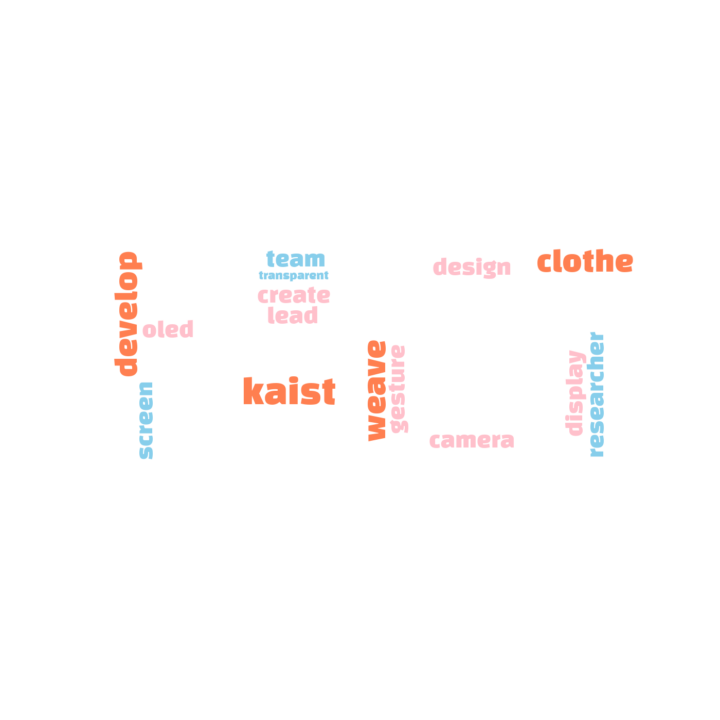 develop
oled
screen
team
transparent
create
lead
kaist
weave
gesture
design
camera
clothe
display
researcher